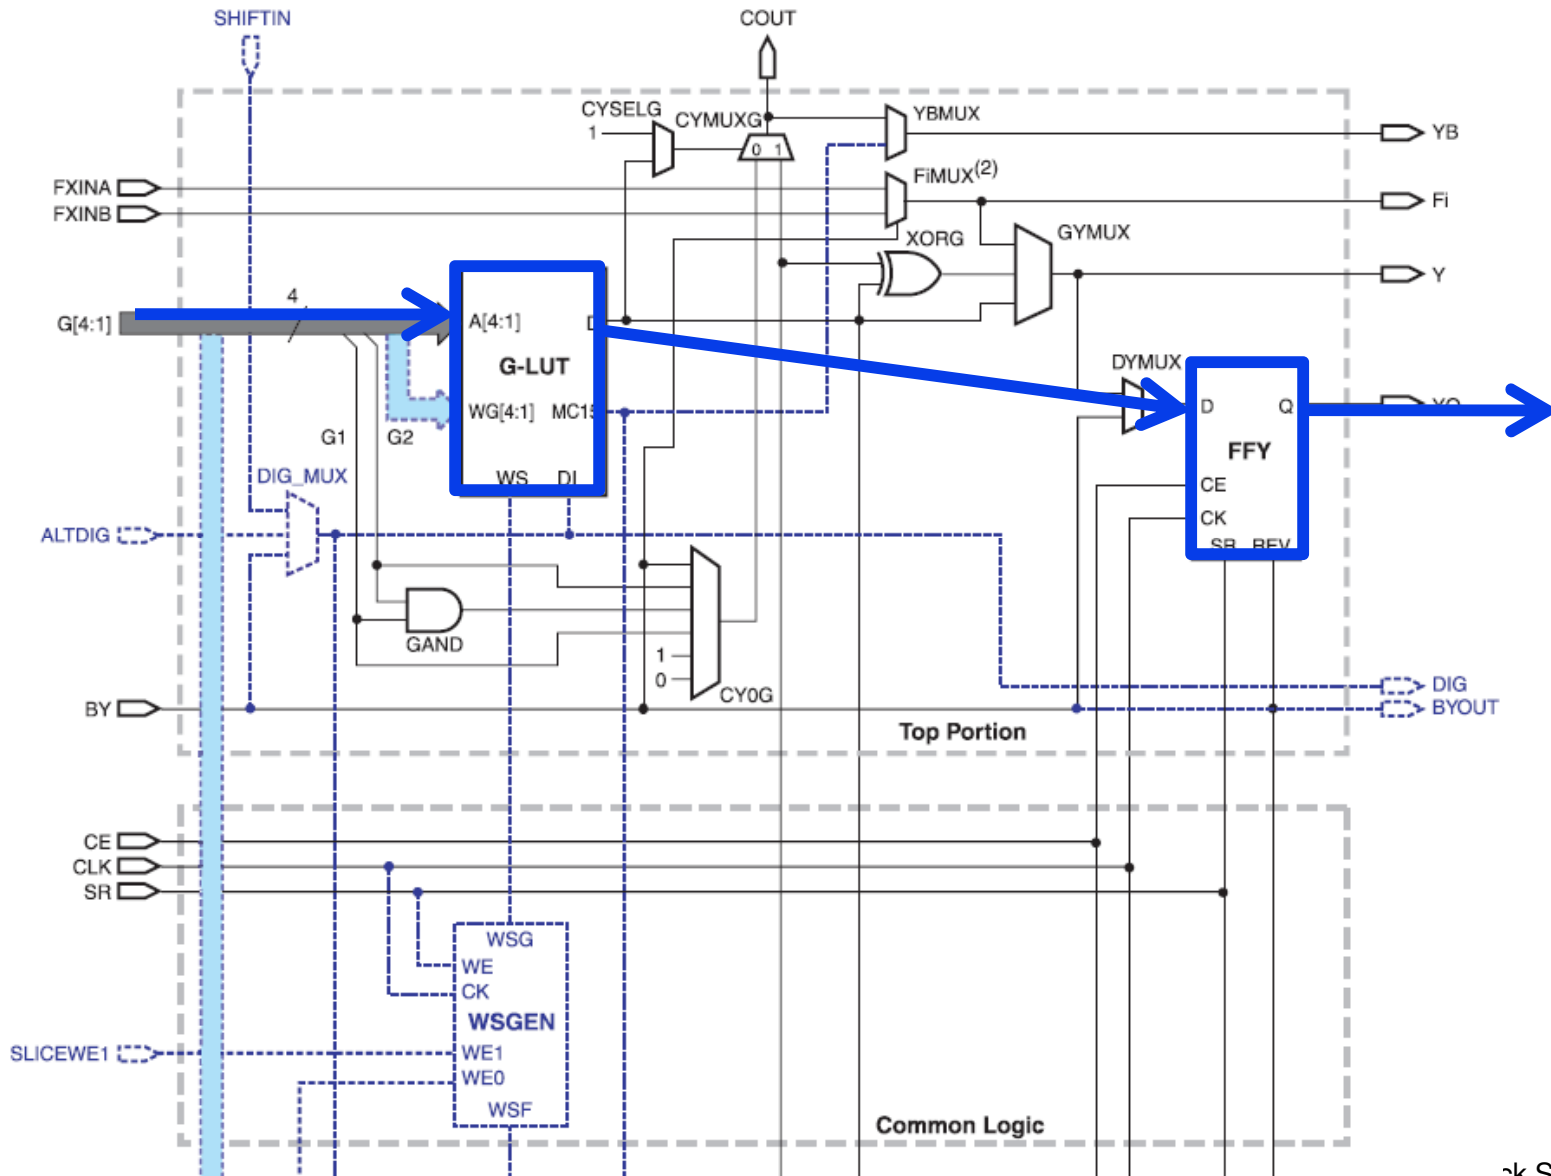 SHIFTIN
COUT
CYSELG
CYMUXG
YBMUX
1
0 1
YB
FXINA
FiMUX(2)
FXINB
Fi
XORG
GYMUX
Y
4
G[4:1]
A[4:1]
G-LUT
DYMUX
WG[4:1]
MC15
D
Q
G1
G2
FFY
WS
DI
DIG_MUX
CE
CK
ALTDIG
SR
REV
GAND
1
0
CY0G
DIG
BY
BYOUT
Top Portion
CE
CLK
SR
WSG
WE
CK
WSGEN
SLICEWE1
WE1
WE0
WSF
Common Logic